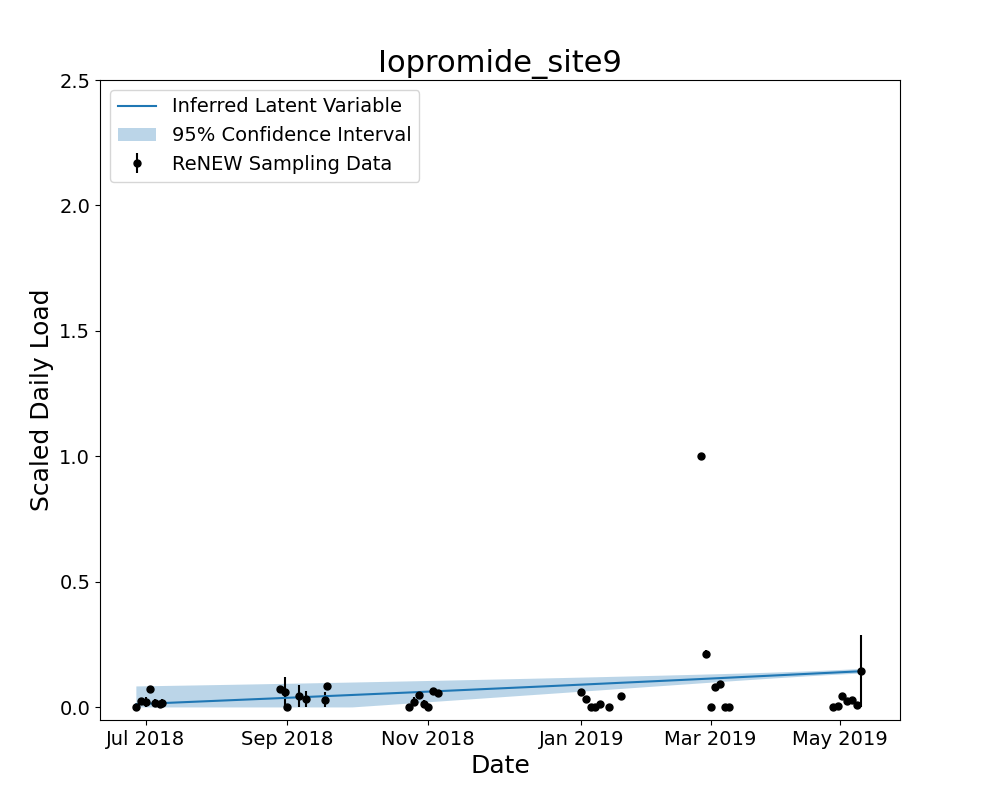 Iopromide_site9
2.5
2.0
1.5
1.0
0.5
0.0
Scaled Daily Load
Inferred Latent Variable
95% Confidence Interval
ReNEW Sampling Data
Jul 2018 Sep 2018 Nov 2018 Jan 2019 Mar 2019 May 2019
Date